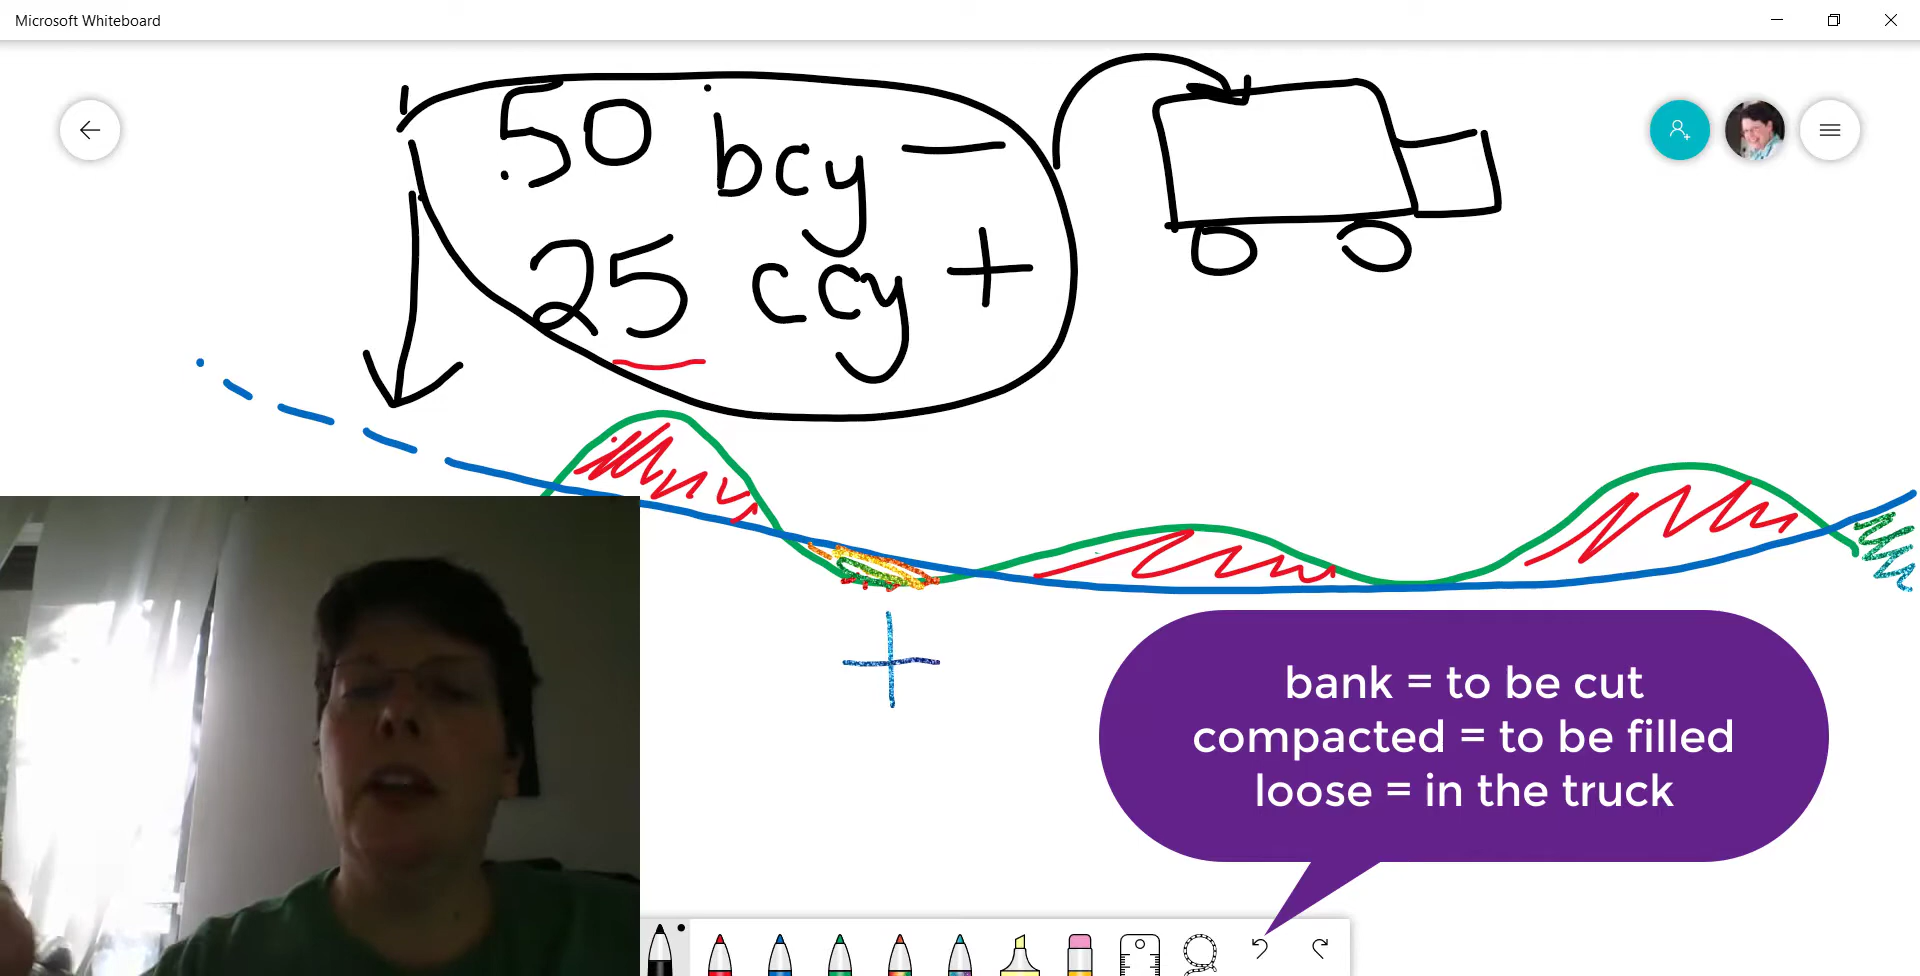 Microsoft Whiteboard
50 bcy —
25 ccy +
+
bank = to be cut
compacted = to be filled
loose = in the truck